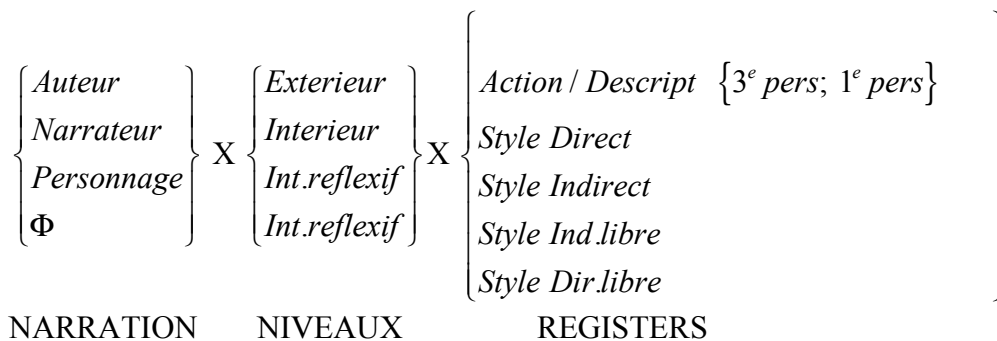 Auteur Exterieur Action / Descript {3e pers; 1e pers}
Narrateur Interieur Style Direct
X X
Personnage Int.reflexif Style Indirect
Φ Int.reflexif Style Ind.libre
Style Dir.libre
NARRATION NIVEAUX REGISTERS